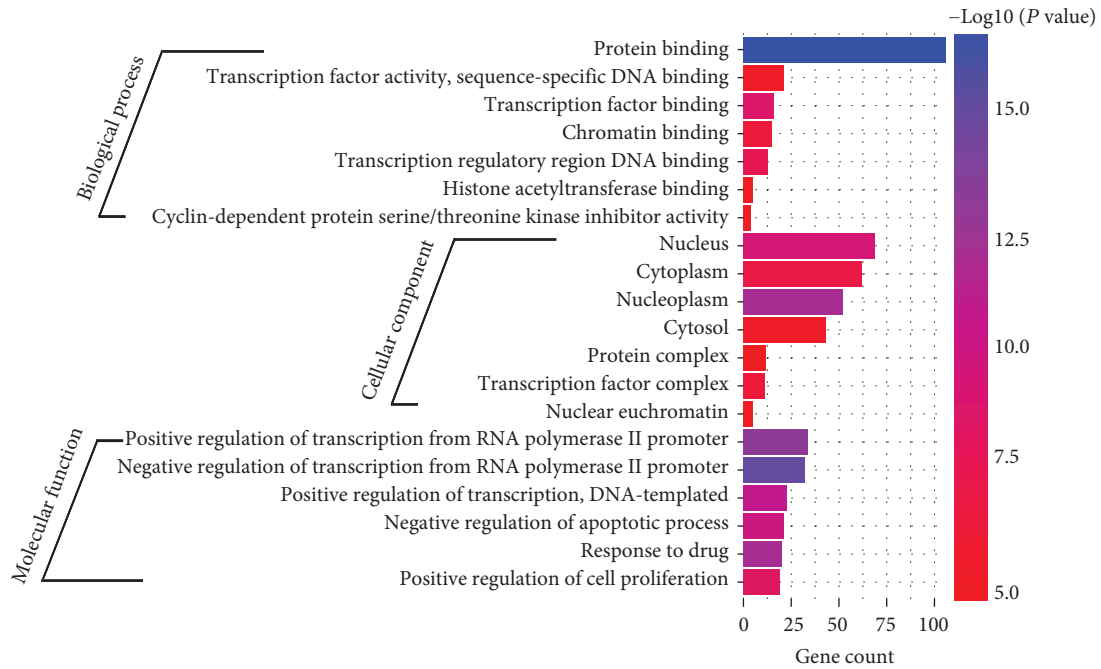 −Log10 (P value)
Biological process
Protein binding
Transcription factor activity, sequence-specific DNA binding
Transcription factor binding
Chromatin binding
Transcription regulatory region DNA binding
Histone acetyltransferase binding
Cyclin-dependent protein serine/threonine kinase inhibitor activity
Cellular component
Nucleus
Cytoplasm
Nucleoplasm
Cytosol
Protein complex
Transcription factor complex
Nuclear euchromatin
Molecular function
Positive regulation of transcription from RNA polymerase II promoter
Negative regulation of transcription from RNA polymerase II promoter
Positive regulation of transcription, DNA-templated
Negative regulation of apoptotic process
Response to drug
Positive regulation of cell proliferation
0 25 50 75 100
Gene count
15.0
12.5
10.0
7.5
5.0